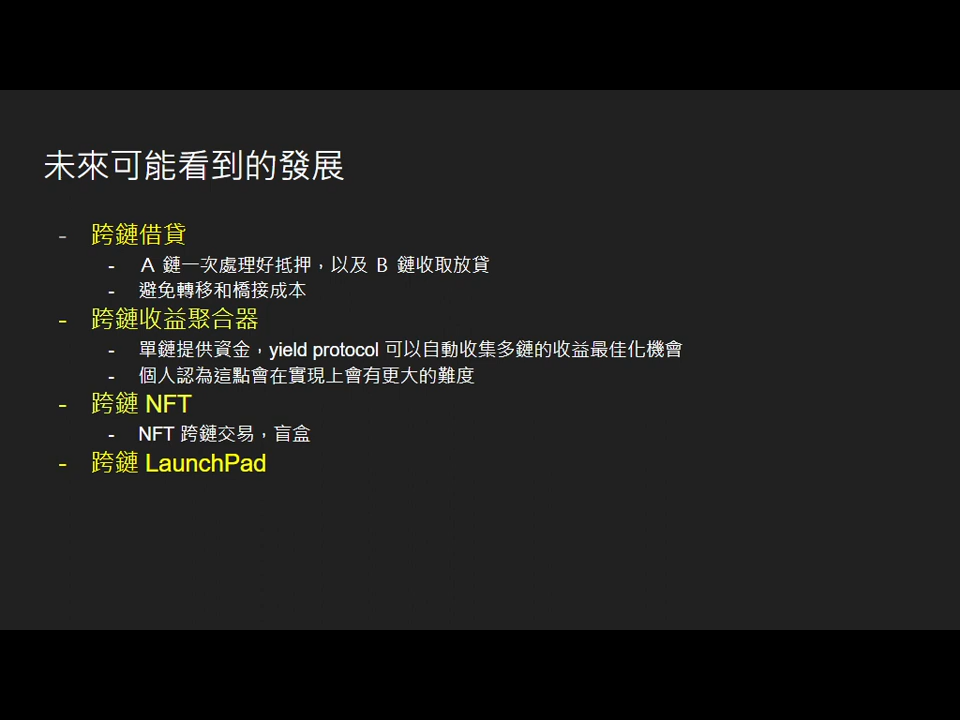 未來可能看到的發展
- 跨鏈借貸
- A 鏈一次處理好抵押，以及 B 鏈收取放貸
- 避免轉移和橋接成本
- 跨鏈收益聚合器
- 單鏈提供資金，yield protocol 可以自動收集多鏈的收益最佳化機會
- 個人認為這點會在實現上會有更大的難度
- 跨鏈 NFT
- NFT 跨鏈交易，盲盒
- 跨鏈 LaunchPad